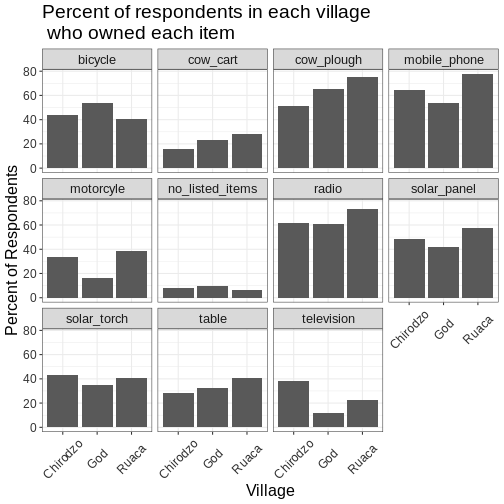 Percent of respondents in each village
who owned each item
bicycle cow_cart cow_plough mobile_phone
80
60
40
20
0
motorcyle no_listed_items radio solar_panel
80
60
40
20
0
Chirodzo God Ruaca
solar_torch table television
80
60
40
20
0
Chirodzo God Ruaca Chirodzo God Ruaca Chirodzo God Ruaca
Village
Percent of Respondents